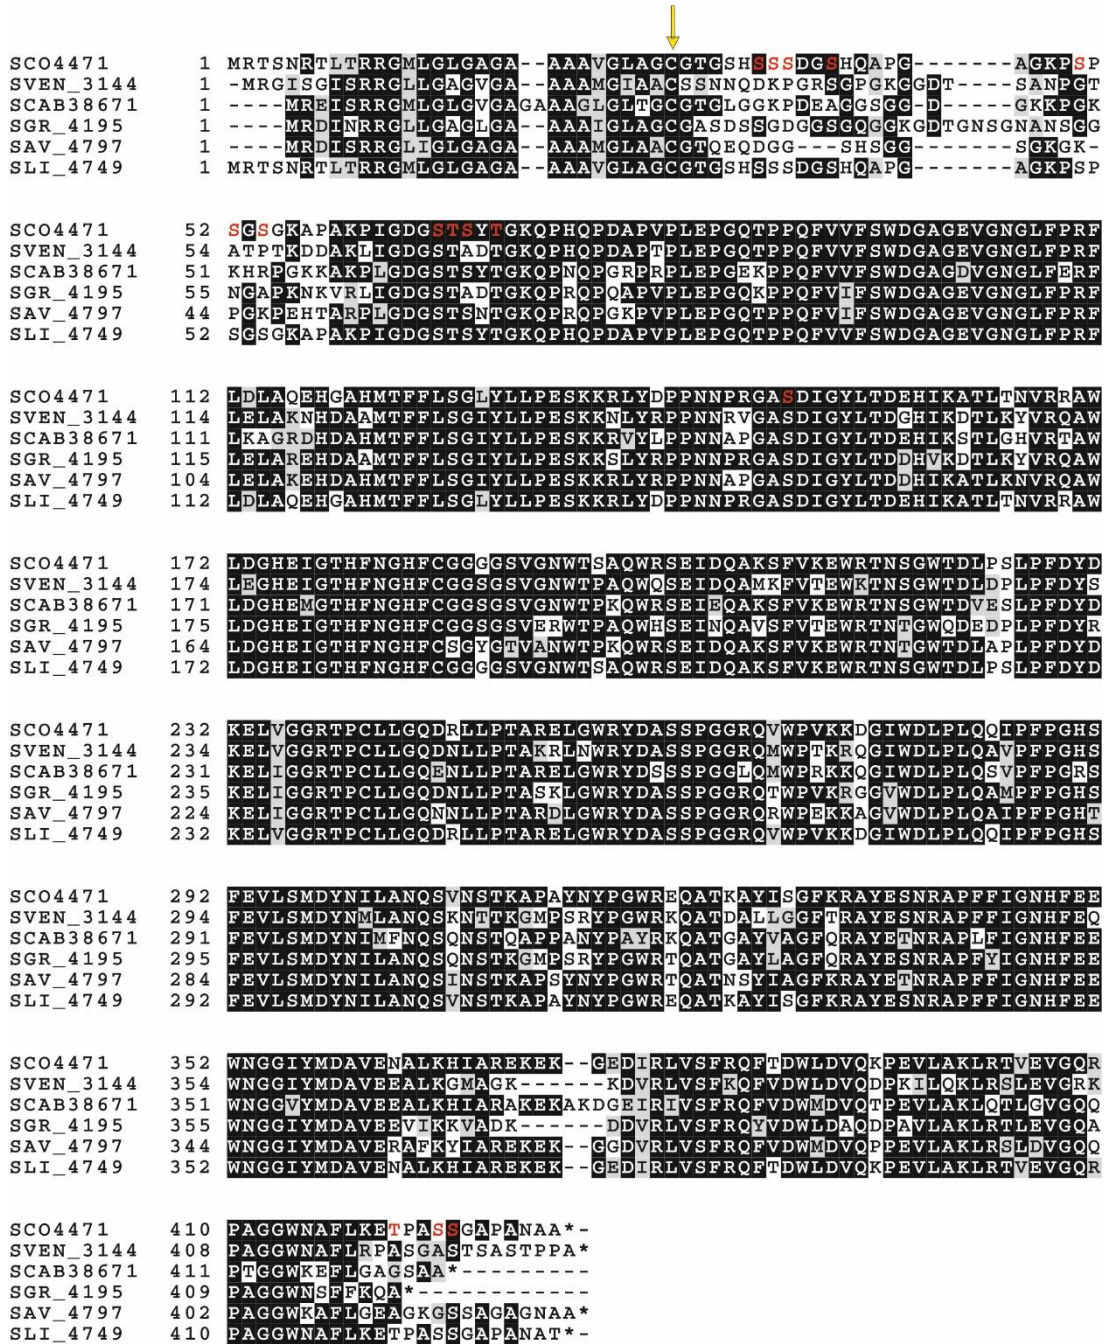 SCO4471 1 MRTSNRTLTRRGMLGLGAGA--AAAVGLAGCGTGSHSSSDGSHQAPG-------AGKPSP
SVEN_3144 1 -MRGISGISRRGLLGAGVGA--AAAMGIAACSSNNQDKPGRSGPGKGGDT-----SANPGT
SCAB38671 1 ----MREISRRGMLGLGVGAGAAAGLGLTGCGTGLGGKPDEAGGSGG-D------GKKPGK
SGR_4195 1 ----MRDINRRGLLGAGLGA--AAAIGLAGCGASDSSGDGGSGQGGKGDTGNSGNANSGG
SAV_4797 1 ----MRDISRRGLIGLGAGA--AAAVGLAACGTQEQDGG---SHSGG-------SGKGK-
SLI_4749 1 MRTSNRTLTRRGMLGLGAGA--AAAVGLAGCGTGSHSSSDGSHQAPG-------AGKPSP
SCO4471 52 SGSGKAPAKPIGDGSTSYTGKQPHQPDAPVPLEPGQTPPQFVVFSWDGAGEVGNGLFPRF
SVEN_3144 54 ATPTKDDAKLIGDGSTADTGKQPHQPDAPTPLEPGQTPPQFVVFSWDGAGEVGNGLFPRF
SCAB38671 51 KHRPGKKAKPLGDGSTSYTGKQPNQPGRPRPLEPGEKPPQFVVFSWDGAGDVGNGLFERF
SGR_4195 55 NGAPKNKVRLIGDGSTADTGKQPRQPQAPVPLEPGQKPPQFVIFSWDGAGEVGNGLFPRF
SAV_4797 44 PGKPEHTARPLGDGSTSNTGKQPRQPGKPVPLEPGQTPPQFVIFSWDGAGEVGNGLFPRF
SLI_4749 52 SGSGKAPAKPIGDGSTSYTGKQPHQPDAPVPLEPGQTPPQFVVFSWDGAGEVGNGLFPRF
SCO4471 112 LDLAQEHGAHMTFFLSGLYLLPESKKRLYDPPNNPRGASDIGYLTDEHIKATLTNVRRAW
SVEN_3144 114 LELAKNHDAAMTFFLSGIYLLPESKKNLYRPPNNRVGASDIGYLTDGHIKDTLKYVRQAW
SCAB38671 111 LKAGRDHDAHMTFFLSGIYLLPESKKRVYLPPNNAPGASDIGYLTDEHIKSTLGHVRTAW
SGR_4195 115 LELAREHDAAMTFFLSGIYLLPESKKSLYRPPNNPRGASDIGYLTDDHVKDTLKYVRQAW
SAV_4797 104 LELAKEHDAHMTFFLSGIYLLPESKKRLYRPPNNAPGASDIGYLTDDHIKATLKNVRQAW
SLI_4749 112 LDLAQEHGAHMTFFLSGLYLLPESKKRLYDPPNNPRGASDIGYLTDEHIKATLTNVRRAW
SCO4471 172 LDGHEIGTHFNGHFCGGGGSVGNWTSAQWRSEIDQAKSFVKEWRTNSGWTDLPSLPFDYD
SVEN_3144 174 LEGHEIGTHFNGHFCGGSGSVGNWTPAQWQSEIDQAMKFVTEWKTNSGWTDLDPLPFDYS
SCAB38671 171 LDGHEMGTHFNGHFCGGSGSVGNWTPKQWRSEIEQAKSFVKEWRTNSGWTDVESLPFDYD
SGR_4195 175 LDGHEIGTHFNGHFCGGSGSVERWTPAQWHSEINQAVSFVTEWRTNTGWQDEDPLPFDYR
SAV_4797 164 LDGHEIGTHFNGHFCSGYGTVANWTPKQWRSEIDQAKSFVKEWRTNTGWTDLAPLPFDYD
SLI_4749 172 LDGHEIGTHFNGHFCGGGGSVGNWTSAQWRSEIDQAKSFVKEWRTNSGWTDLPSLPFDYD
SCO4471 232 KELVGGRTPCLLGQDRLLPTARELGWRYDASSPGGRQVWPVKKDGIWDLPLQQIPFPGHS
SVEN_3144 234 KELVGGRTPCLLGQDNLLPTAKRLNWRYDASSPGGRQMWPTKRQGIWDLPLQAVPFPGHS
SCAB38671 231 KELIGGRTPCLLGQENLLPTARELGWRYDSSSPGGLQMWPRKKQGIWDLPLQSVPFPGRS
SGR_4195 235 KELIGGRTPCLLGQDNLLPTASKLGWRYDASSPGGRQTWPVKRGGVWDLPLQAMPFPGHS
SAV_4797 224 KELIGGRTPCLLGQNNLLPTARDLGWRYDASSPGGRQRWPEKKAGVWDLPLQAIPFPGHT
SLI_4749 232 KELVGGRTPCLLGQDRLLPTARELGWRYDASSPGGRQVWPVKKDGIWDLPLQQIPFPGHS
SCO4471 292 FEVLSMDYNILANQSVNSTKAPAYNYPGWREQATKAYISGFKRAYESNRAPFFIGNHFEE
SVEN_3144 294 FEVLSMDYNMLANQSKNTTKGMPSRYPGWRKQATDALLGGFTRAYESNRAPFFIGNHFEQ
SCAB38671 291 FEVLSMDYNIMFNQSQNSTQAPPANYPAYRKQATGAYVAGFQRAYETNRAPLFIGNHFEE
SGR_4195 295 FEVLSMDYNILANQSQNSTKGMPSRYPGWRTQATGAYLAGFQRAYESNRAPFYIGNHFEE
SAV_4797 284 FEVLSMDYNILANQSINSTKAPSYNYPGWRTQATNSYIAGFKRAYETNRAPFFIGNHFEE
SLI_4749 292 FEVLSMDYNILANQSVNSTKAPAYNYPGWREQATKAYISGFKRAYESNRAPFFIGNHFEE
SCO4471 352 WNGGIYMDAVENALKHIAREKEK--GEDIRLVSFRQFTDWLDVQKPEVLAKLRTVEVGQR
SVEN_3144 354 WNGGIYMDAVEEALKGMAGK------KDVRLVSFKQFVDWLDVQDPKILQKLRSLEVGRK
SCAB38671 351 WNGGVYMDAVEEALKHIARAKEKAKDGEIRIVSFRQFVDWMDVQTPEVLAKLQTLGVGQQ
SGR_4195 355 WNGGIYMDAVEEVIKKVADK------DDVRLVSFRQYVDWLDAQDPAVLAKLRTLEVGQA
SAV_4797 344 WNGGIYMDAVERAFKYIAREKEK--GGDVRLVSFRQFVDWMDVQPPEVLAKLRSLDVGQQ
SLI_4749 352 WNGGIYMDAVENALKHIAREKEK--GEDIRLVSFRQFTDWLDVQKPEVLAKLRTVEVGQR
SCO4471 410 PAGGWNAFLKETPASSGAPANAA*-
SVEN_3144 408 PAGGWNAFLRPASGASTSASTPPA*
SCAB38671 411 PTGGWKEFLGAGSAA*---------
SGR_4195 409 PAGGWNSFFKQA*------------
SAV_4797 402 PAGGWKAFLGEAGKGSSAGAGNAA*
SLI_4749 410 PAGGWNAFLKETPASSGAPANAT*-